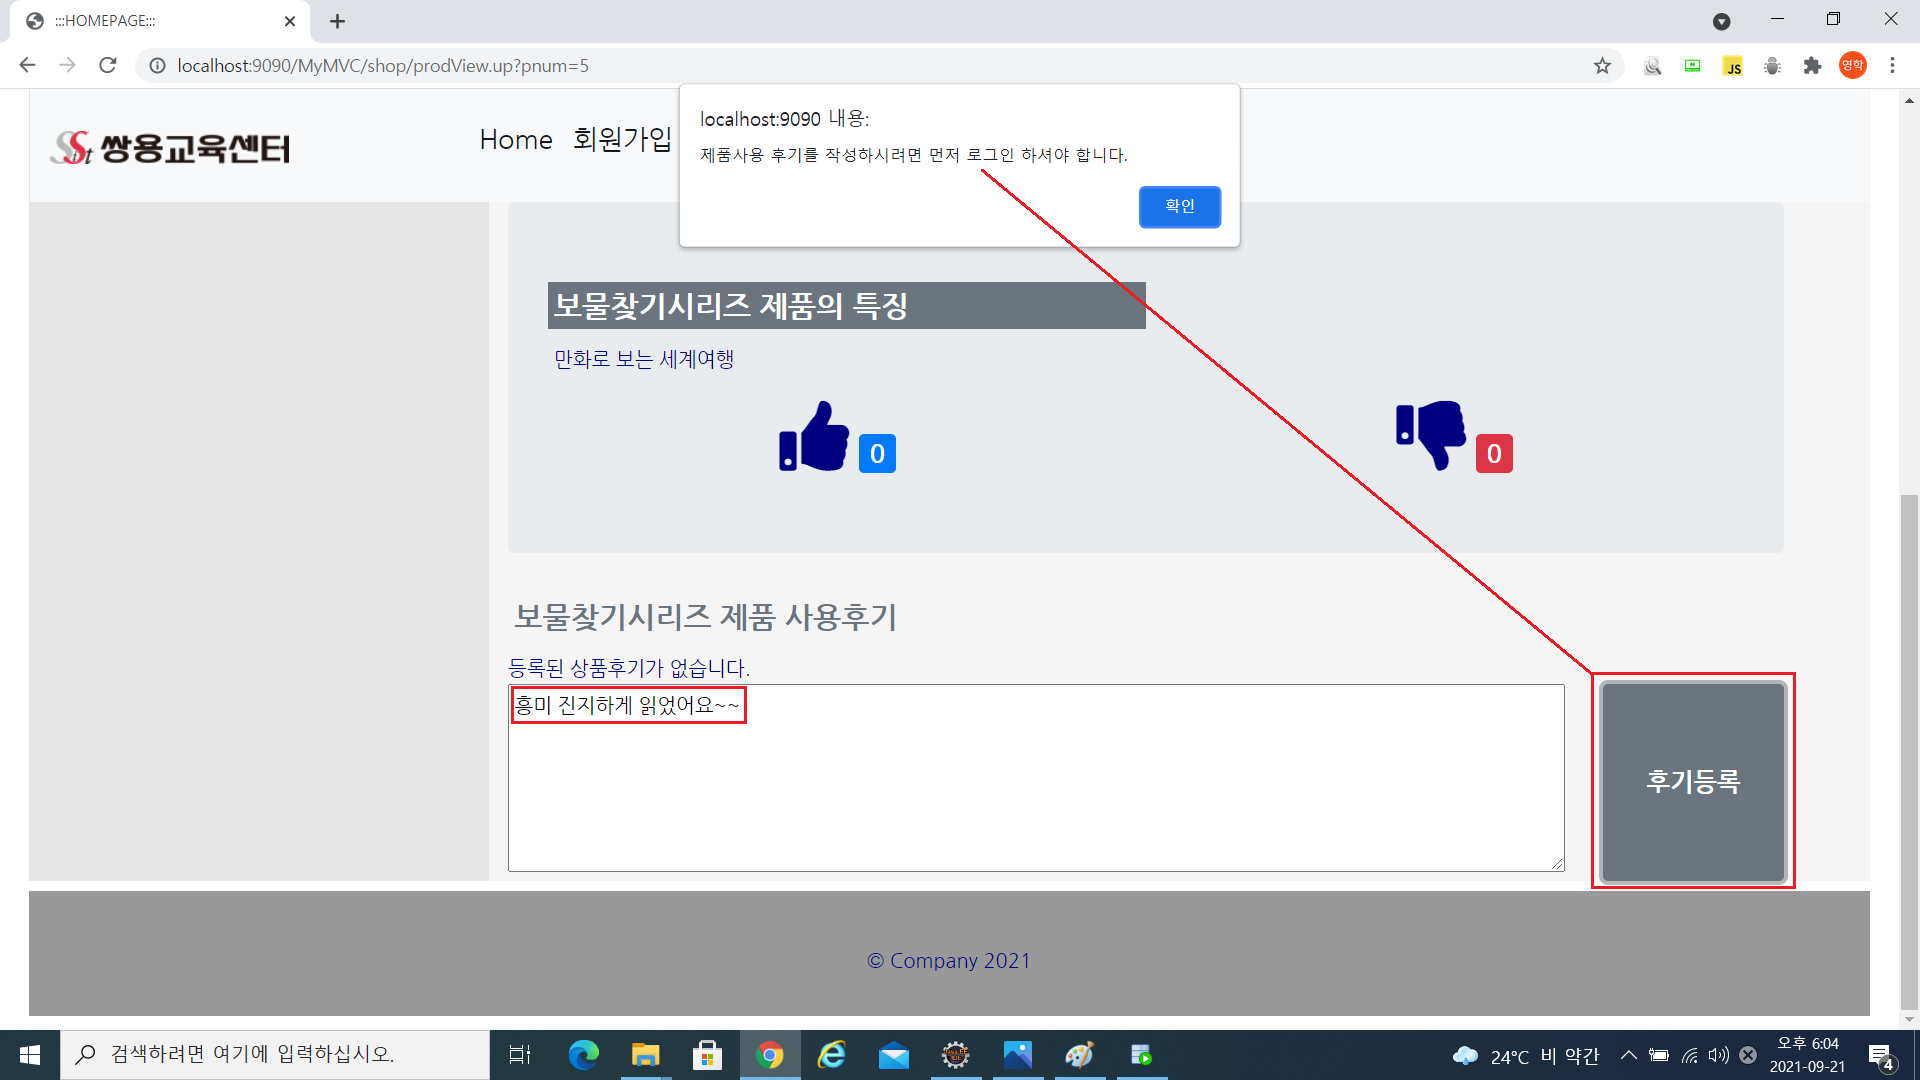 :::HOMEPAGE:::
localhost:9090/MyMVC/shop/prodView.up?pnum=5
JS
영학
SSist 쌍용교육센터
Home 회원가입
localhost:9090 내용:
제품사용 후기를 작성하시려면 먼저 로그인 하셔야 합니다.
확인
보물찾기시리즈 제품의 특징
만화로 보는 세계여행
0
0
보물찾기시리즈 제품 사용후기
등록된 상품후기가 없습니다.
흥미 진지하게 읽었어요~~
후기등록
© Company 2021
검색하려면 여기에 입력하십시오.
24°C 비 약간
오후 6:04
2021-09-21
4